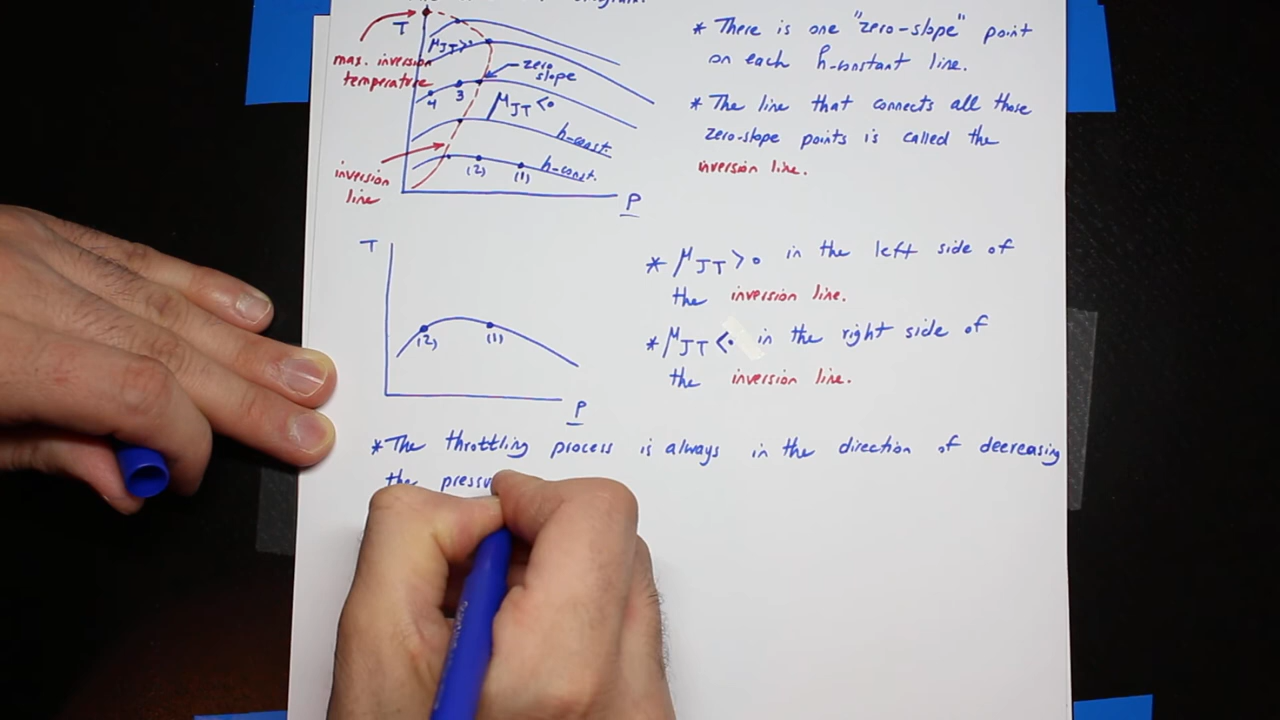 T
μJT>0
max. inversion
temperature
zero
slope
4
3
μJT<0
h-const.
(2)
(1)
h-const.
inversion
line
P
* There is one "zero-slope" point
on each h-constant line.
* The line that connects all those
zero-slope points is called the
inversion line.
T
(2)
(1)
P
* μJT>0 in the left side of
the inversion line.
* μJT<0 in the right side of
the inversion line.
* The throttling process is always in the direction of decreasing
the